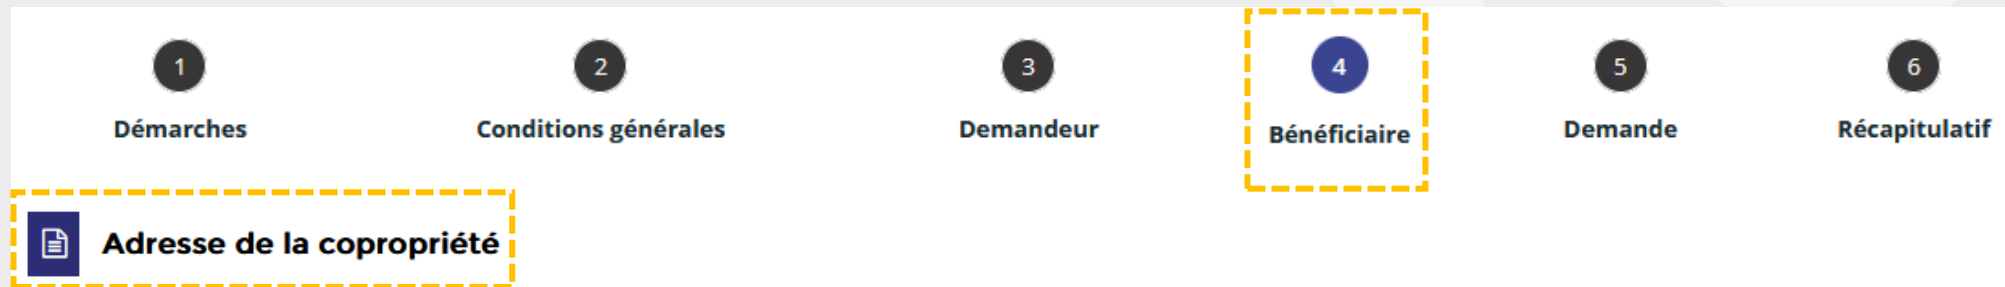 1 2 3 4 5 6
Démarches Conditions générales Demandeur Bénéficiaire Demande Récapitulatif
Adresse de la copropriété